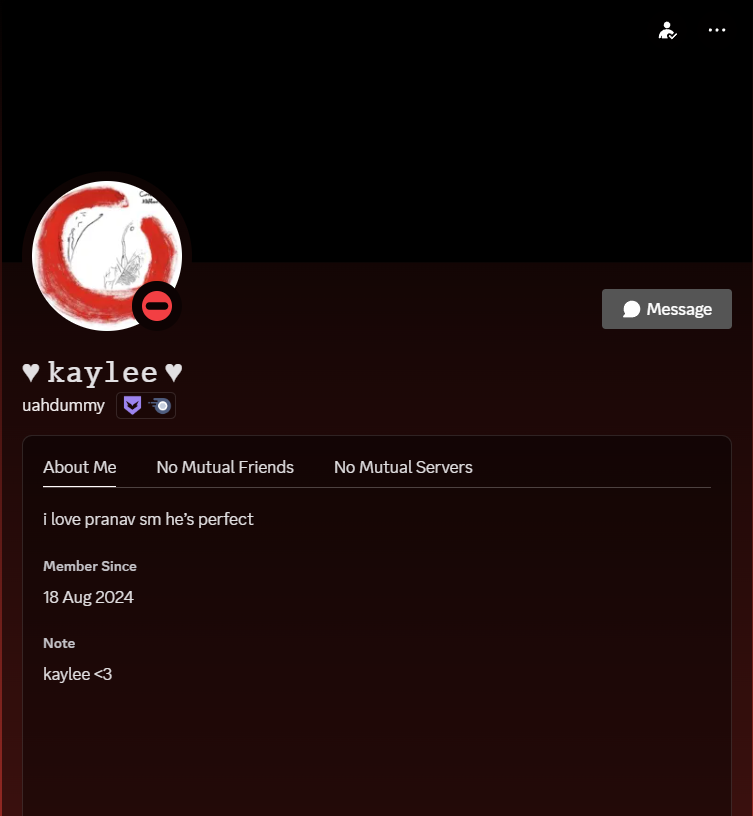 ♥ kaylee ♥
uahdummy
Message
About Me
No Mutual Friends
No Mutual Servers
i love pranav sm he’s perfect
Member Since
18 Aug 2024
Note
kaylee <3